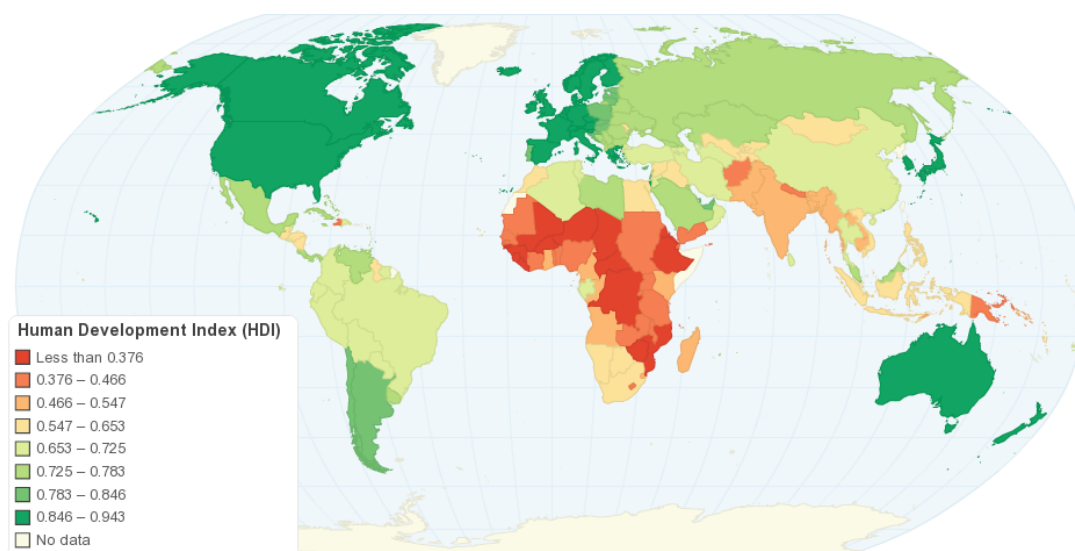 Human Development Index (HDI)
Less than 0.376
0.376 – 0.466
0.466 – 0.547
0.547 – 0.653
0.653 – 0.725
0.725 – 0.783
0.783 – 0.846
0.846 – 0.943
No data